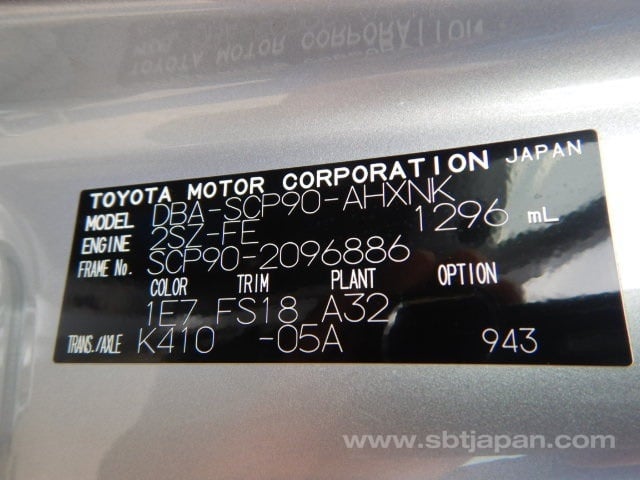 TOYOTA MOTOR CORPORATION JAPAN
MODEL DBA-SCP90-AHXNK
ENGINE 2SZ-FE 1296 mL
FRAME No. SCP90-2096886
COLOR TRIM PLANT OPTION
1E7 FS18 A32
TRANS./AXLE K410 -05A 943
www.sbtjapan.com